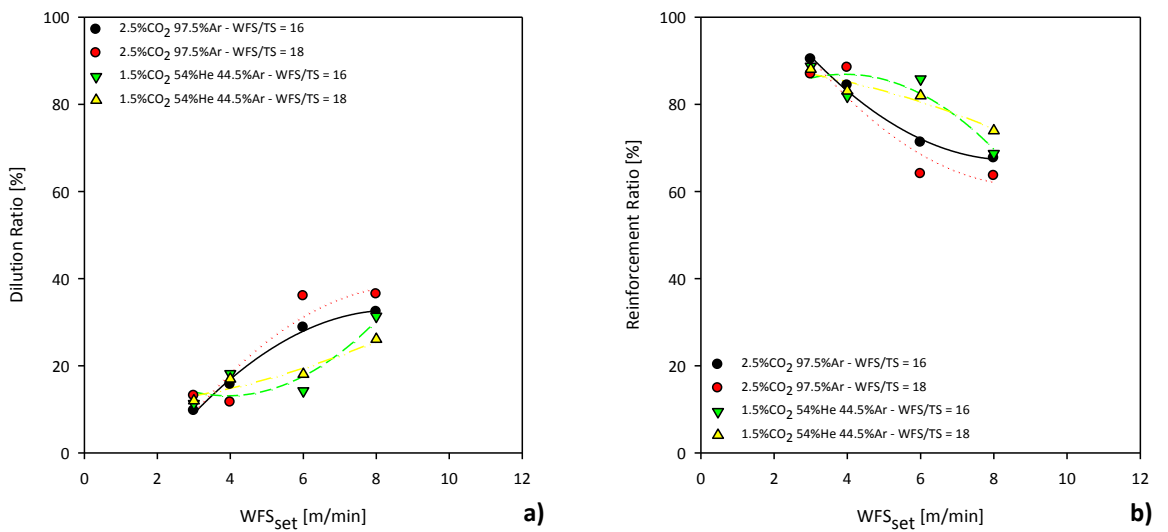 100
80
60
40
20
0
Dilution Ratio [%]
2.5%CO2 97.5%Ar - WFS/TS = 16
2.5%CO2 97.5%Ar - WFS/TS = 18
1.5%CO2 54%He 44.5%Ar - WFS/TS = 16
1.5%CO2 54%He 44.5%Ar - WFS/TS = 18
0 2 4 6 8 10 12
WFSset [m/min]
a)
100
80
60
40
20
0
Reinforcement Ratio [%]
2.5%CO2 97.5%Ar - WFS/TS = 16
2.5%CO2 97.5%Ar - WFS/TS = 18
1.5%CO2 54%He 44.5%Ar - WFS/TS = 16
1.5%CO2 54%He 44.5%Ar - WFS/TS = 18
0 2 4 6 8 10 12
WFSset [m/min]
b)